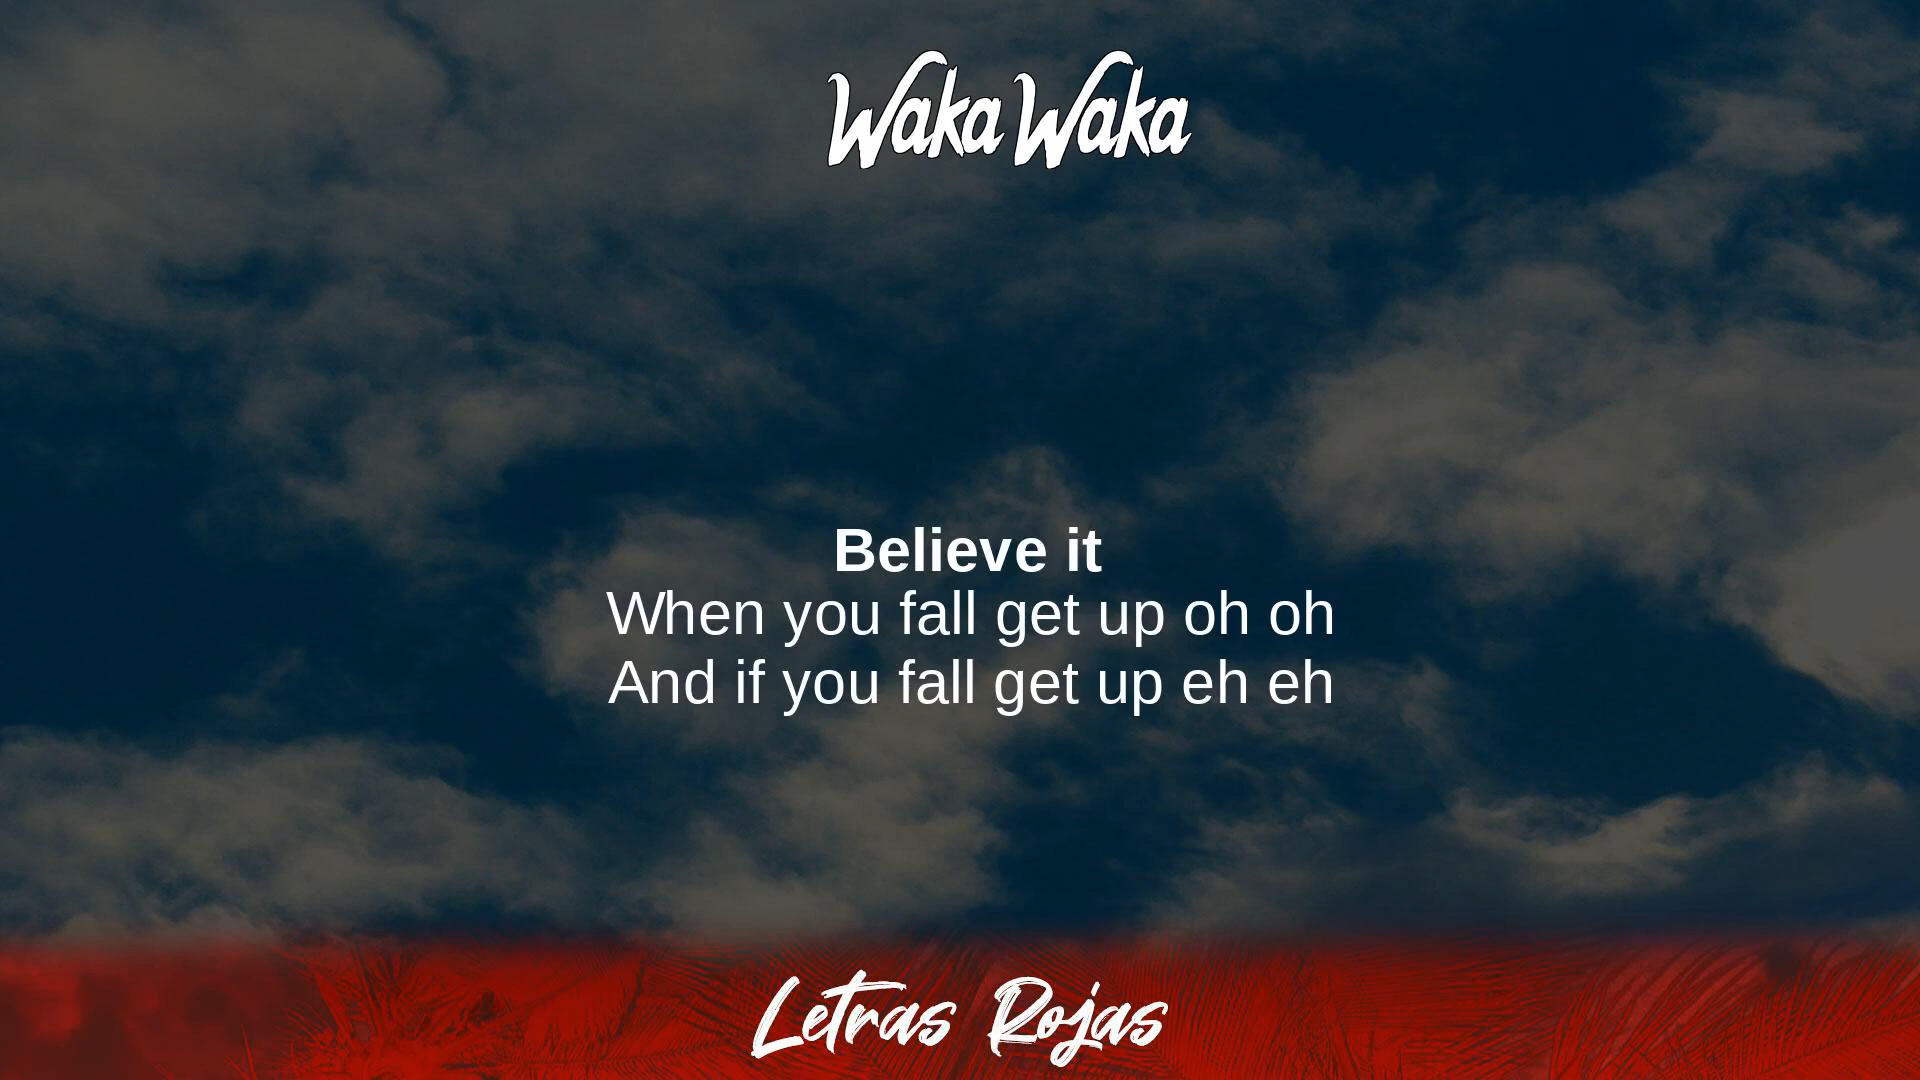 Waka Waka
Believe it
When you fall get up oh oh
And if you fall get up eh eh
Letras Rojas